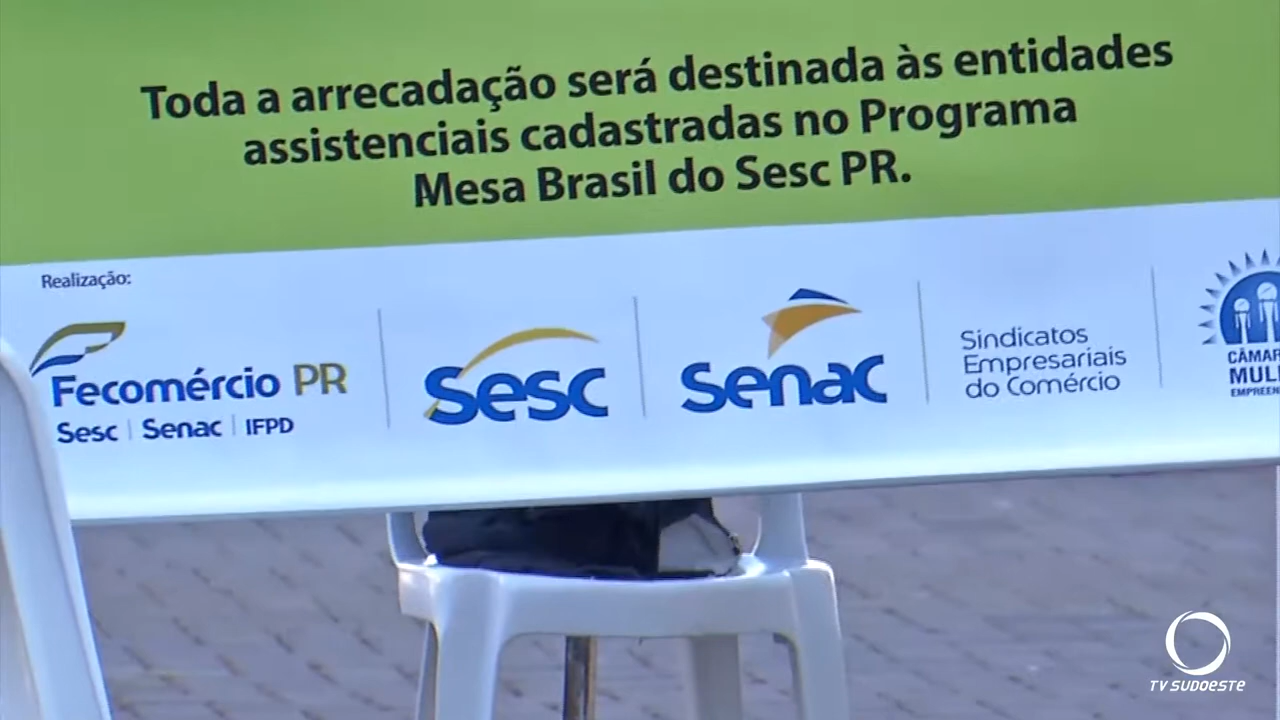 Toda a arrecadação será destinada às entidades
assistenciais cadastradas no Programa
Mesa Brasil do Sesc PR.
Realização:
Fecomércio PR
Sesc | Senac | IFPD
Sesc
Senac
Sindicatos
Empresariais
do Comércio
TV SUDOESTE